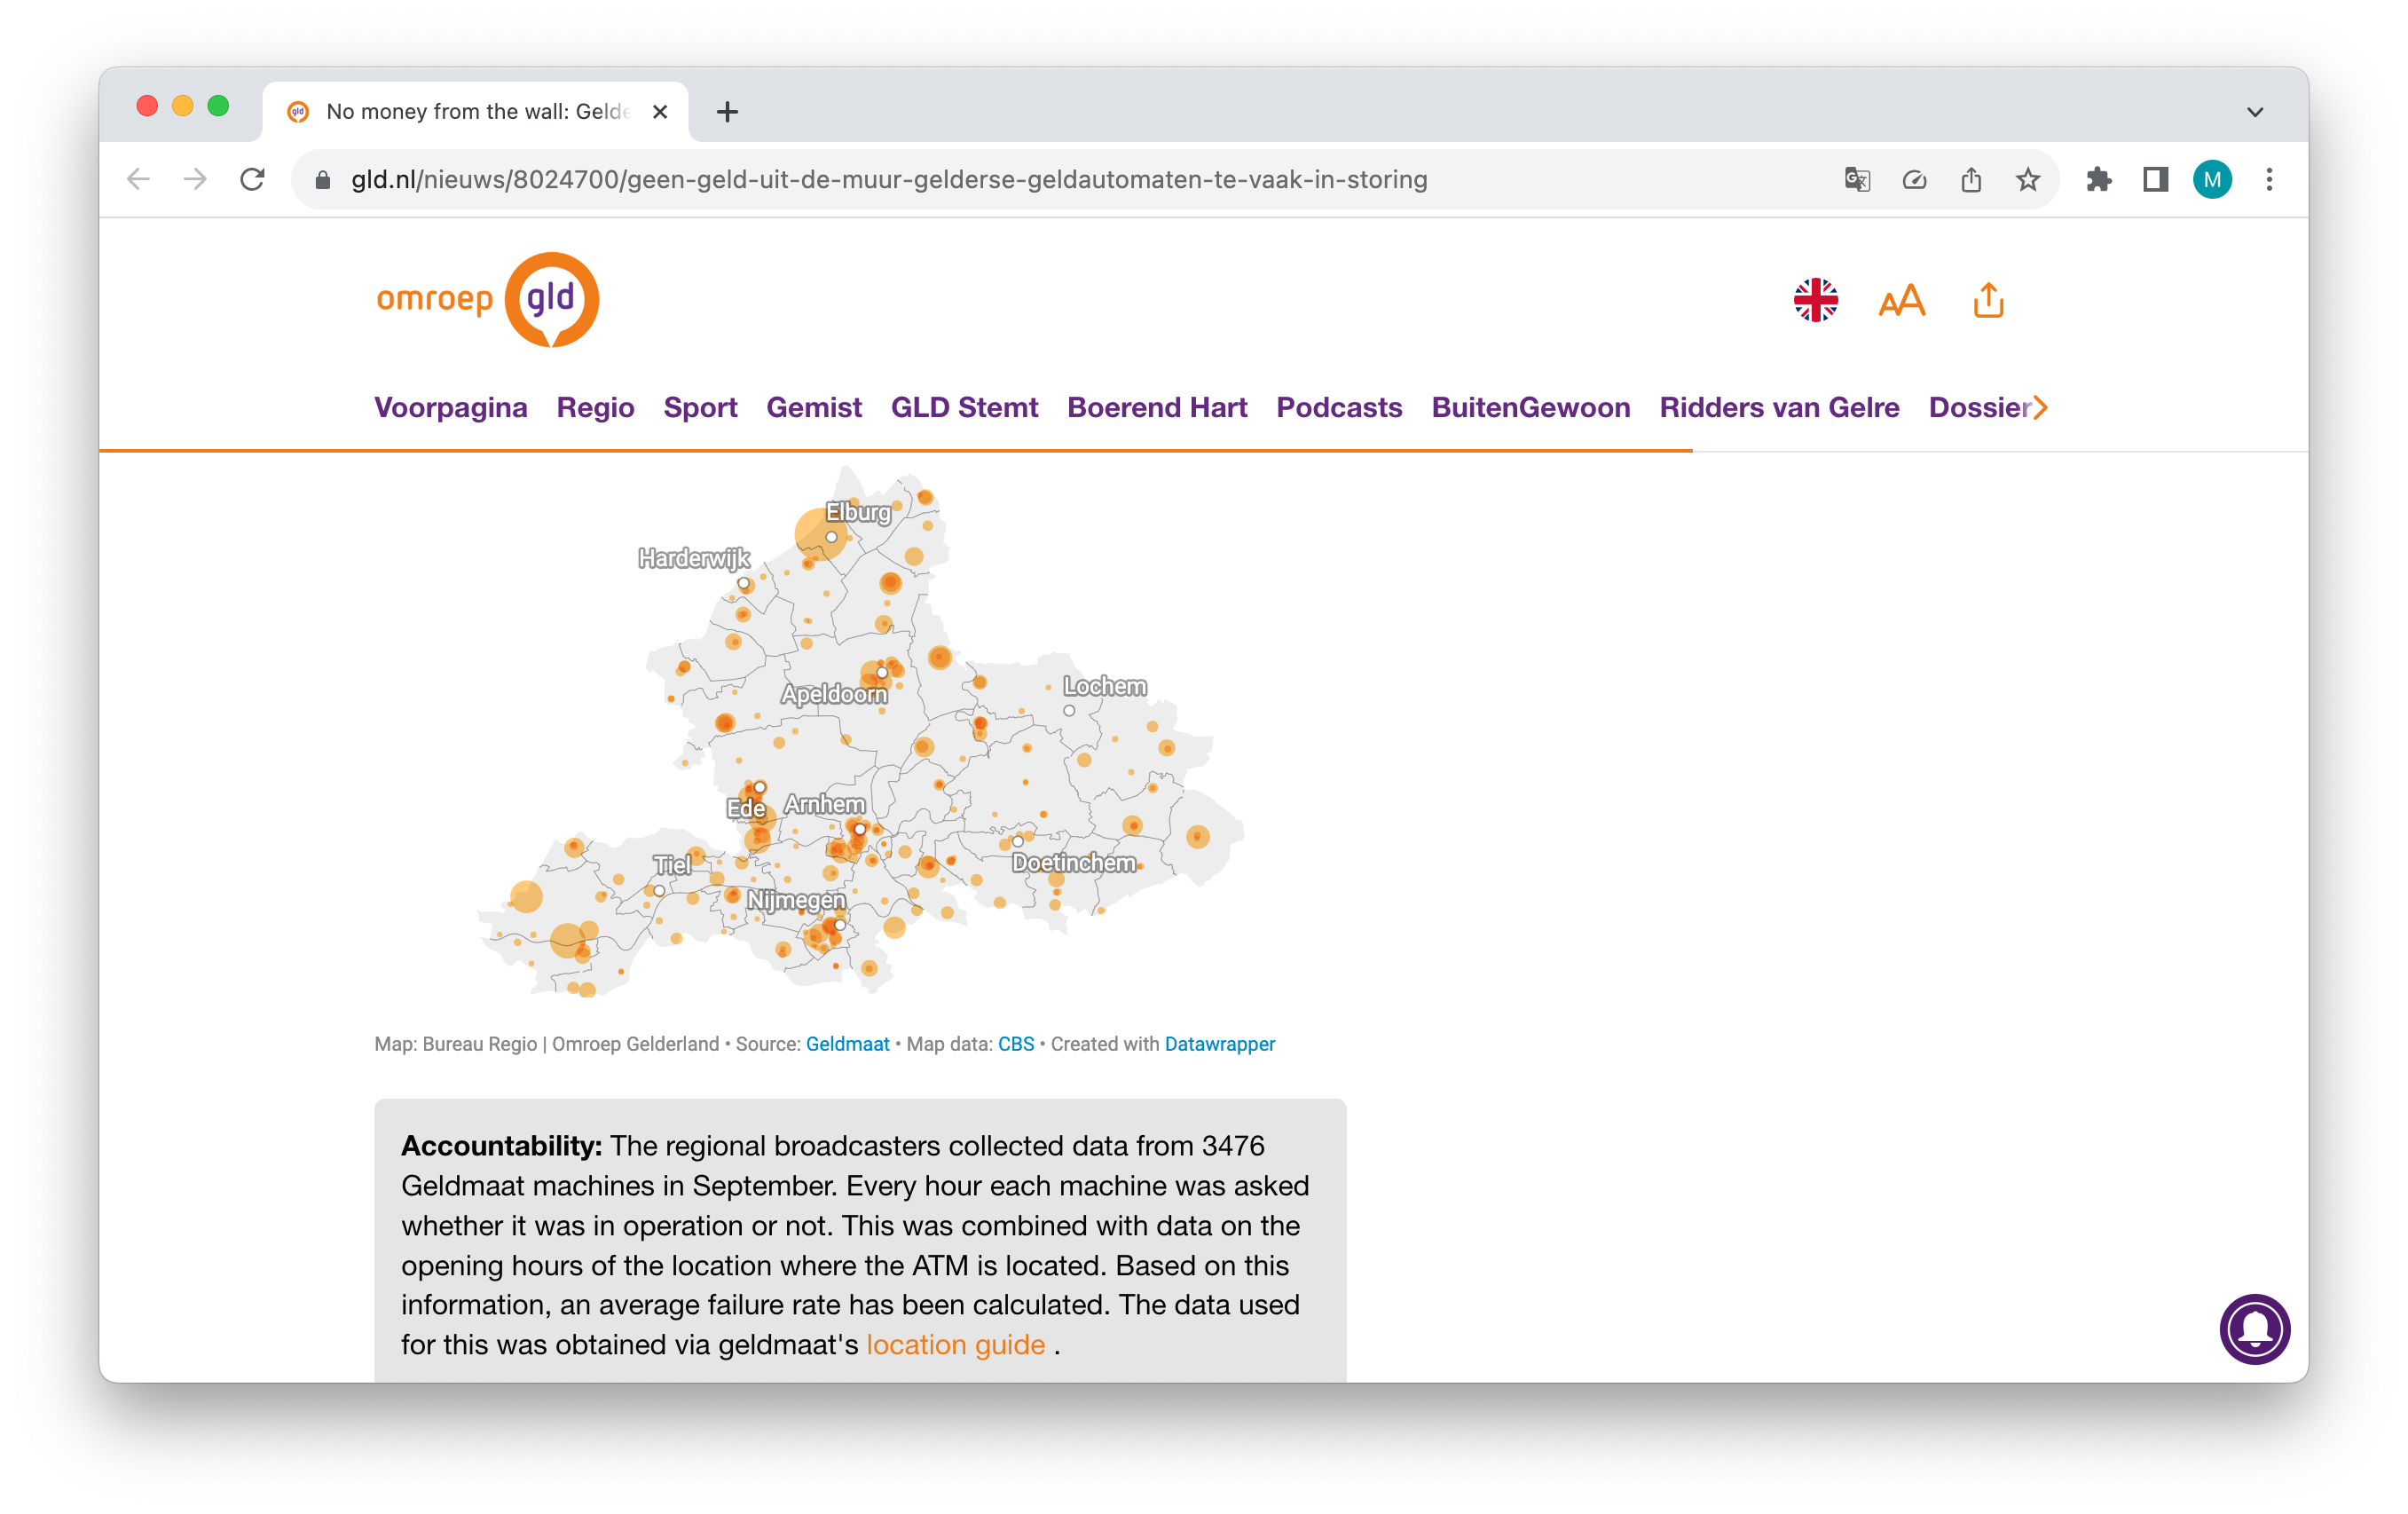 No money from the wall: Gelde
gld.nl/nieuws/8024700/geen-geld-uit-de-muur-gelderse-geldautomaten-te-vaak-in-storing
M
omroep gld
Voorpagina Regio Sport Gemist GLD Stemt Boerend Hart Podcasts BuitenGewoon Ridders van Gelre Dossier
Elburg
Harderwijk
Apeldoorn
Lochem
Ede
Arnhem
Tiel
Doetinchem
Nijmegen
Map: Bureau Regio | Omroep Gelderland • Source: Geldmaat • Map data: CBS • Created with Datawrapper
Accountability: The regional broadcasters collected data from 3476
Geldmaat machines in September. Every hour each machine was asked
whether it was in operation or not. This was combined with data on the
opening hours of the location where the ATM is located. Based on this
information, an average failure rate has been calculated. The data used
for this was obtained via geldmaat's location guide .